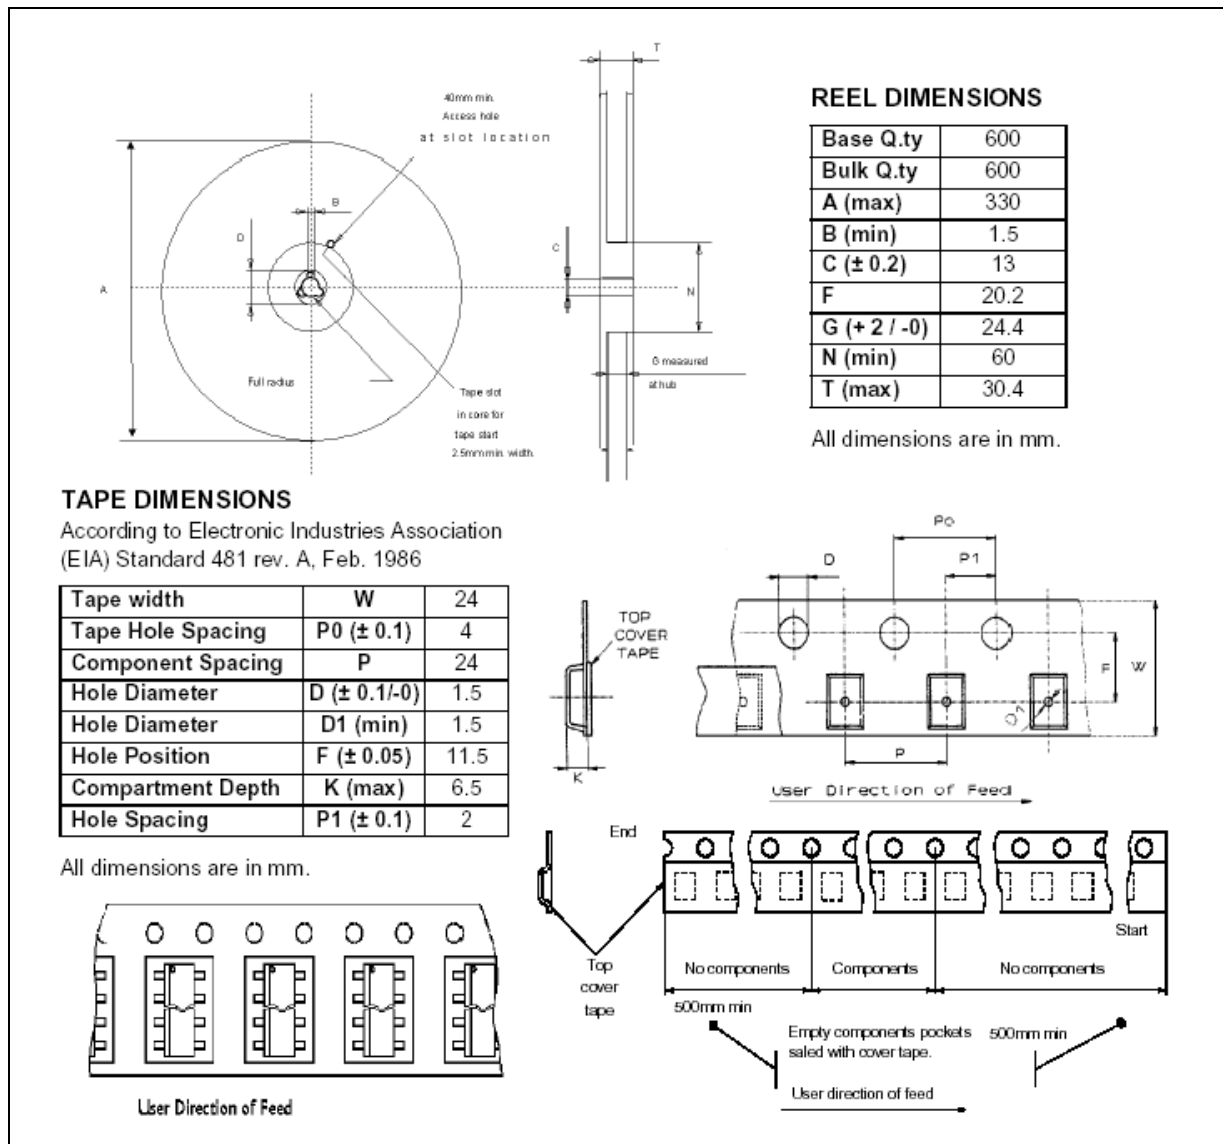 T
40mm min.
Access hole
at slot location
B
D
C
A
N
Full radius
G measured
at hub
Tape slot
in core for
tape start
2.5mm min. width.
REEL DIMENSIONS
Base Q.ty 600
Bulk Q.ty 600
A (max) 330
B (min) 1.5
C (± 0.2) 13
F 20.2
G (+ 2 / -0) 24.4
N (min) 60
T (max) 30.4
All dimensions are in mm.
TAPE DIMENSIONS
According to Electronic Industries Association
(EIA) Standard 481 rev. A, Feb. 1986
Tape width W 24
Tape Hole Spacing P0 (± 0.1) 4
Component Spacing P 24
Hole Diameter D (± 0.1/-0) 1.5
Hole Diameter D1 (min) 1.5
Hole Position F (± 0.05) 11.5
Compartment Depth K (max) 6.5
Hole Spacing P1 (± 0.1) 2
All dimensions are in mm.
TOP
COVER
TAPE
K
P0
D
P1
F
W
D1
P
User Direction of Feed
End
Start
Top
cover
tape
No components
Components
No components
500mm min
500mm min
Empty components pockets
saled with cover tape.
User direction of feed
User Direction of Feed